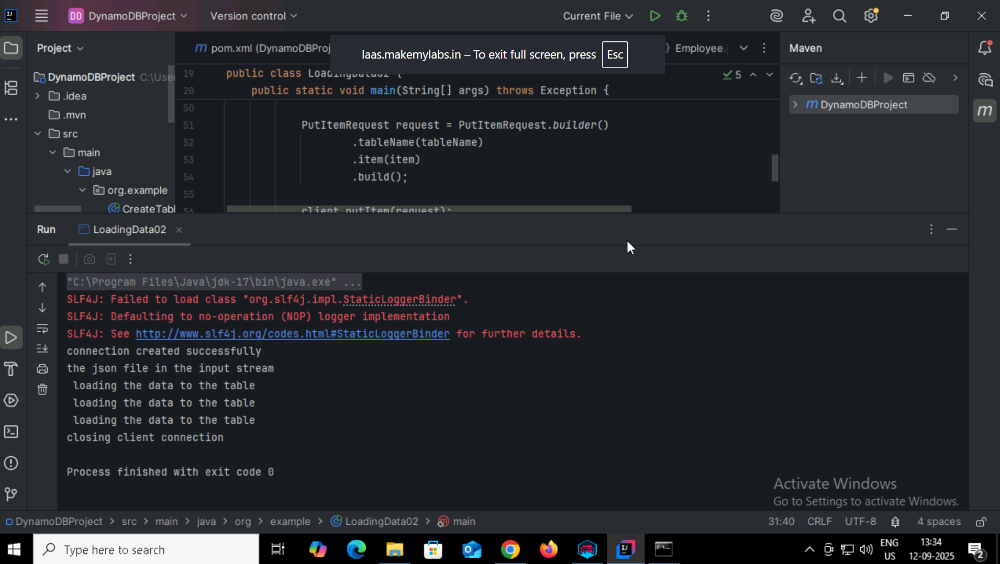 DD DynamoDBProject
Version control
Current File
Project
pom.xml (DynamoDBProj
laas.makemylabs.in – To exit full screen, press Esc
Employee.j
Maven
DynamoDBProject C:\Use
.idea
.mvn
src
main
java
org.example
CreateTabl
19 public class LoadingData02 {
20 public static void main(String[] args) throws Exception {
50
51 PutItemRequest request = PutItemRequest.builder()
52 .tableName(tableName)
53 .item(item)
54 .build();
55
56 client.putItem(request);
5
m DynamoDBProject
Run
LoadingData02
"C:\Program Files\Java\jdk-17\bin\java.exe" ...
SLF4J: Failed to load class "org.slf4j.impl.StaticLoggerBinder".
SLF4J: Defaulting to no-operation (NOP) logger implementation
SLF4J: See http://www.slf4j.org/codes.html#StaticLoggerBinder for further details.
connection created successfully
the json file in the input stream
loading the data to the table
loading the data to the table
loading the data to the table
closing client connection
Process finished with exit code 0
Activate Windows
Go to Settings to activate Windows.
DynamoDBProject > src > main > java > org > example > LoadingData02 > main
31:40 CRLF UTF-8 4 spaces
Type here to search
ENG
US
13:34
12-09-2025
2